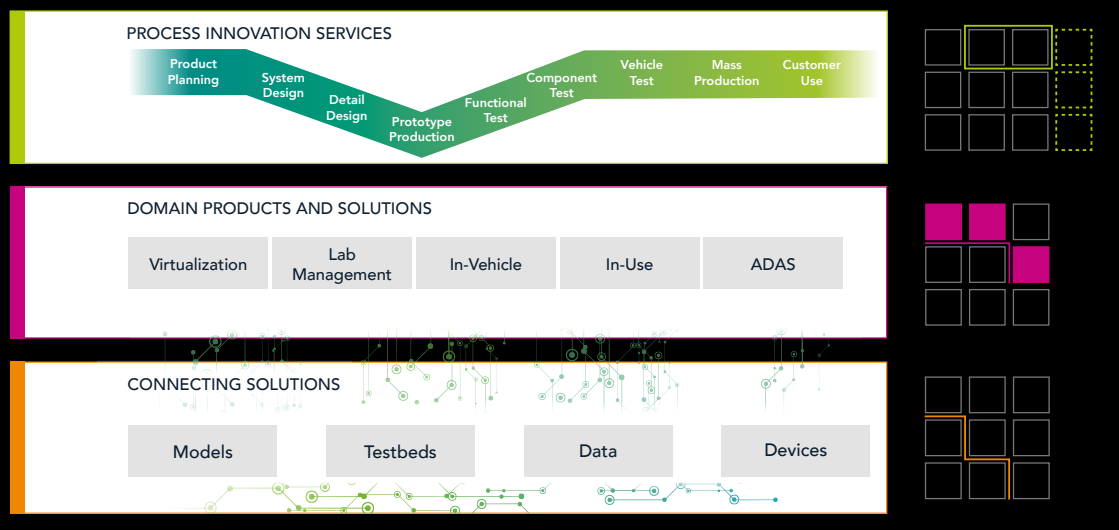 PROCESS INNOVATION SERVICES
Product
Planning
System
Design
Detail
Design
Prototype
Production
Functional
Test
Component
Test
Vehicle
Test
Mass
Production
Customer
Use
DOMAIN PRODUCTS AND SOLUTIONS
Virtualization
Lab
Management
In-Vehicle
In-Use
ADAS
CONNECTING SOLUTIONS
Models
Testbeds
Data
Devices